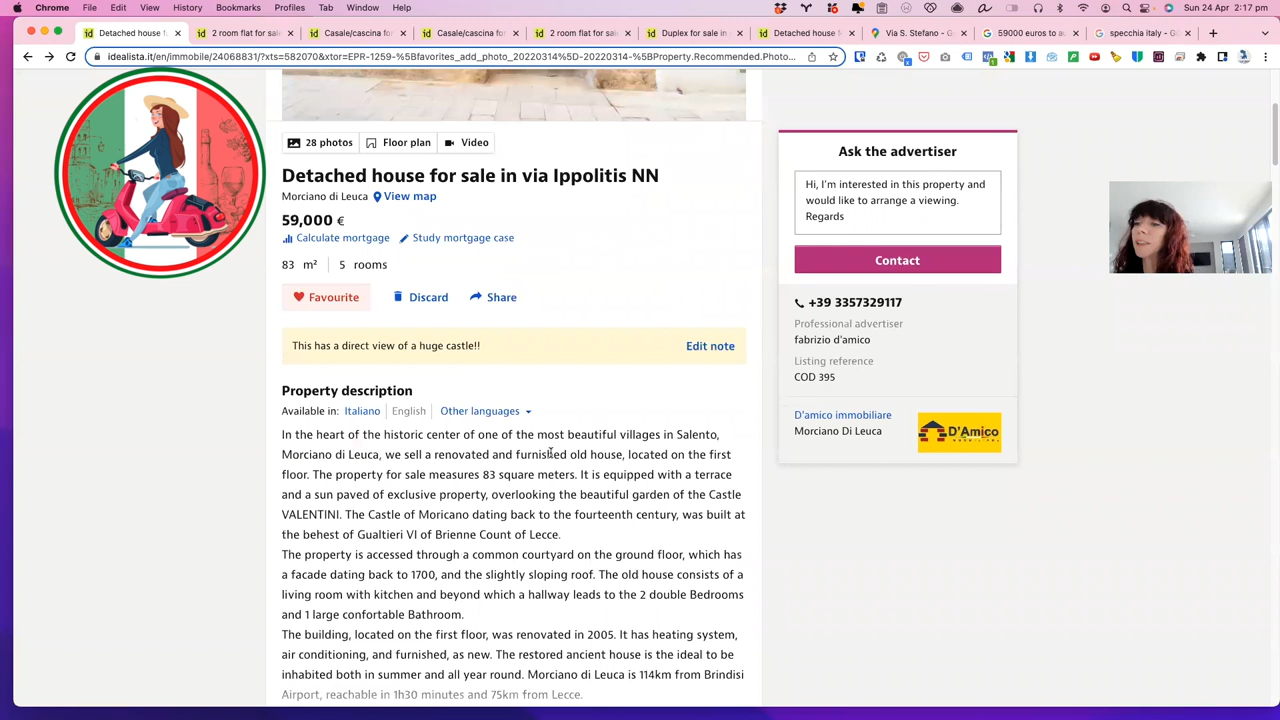 Chrome File Edit View History Bookmarks Profiles Tab Window Help
Sun 24 Apr 2:17 pm
Detached house f
2 room flat for sal
Casale/cascina for
Casale/cascina for
2 room flat for sal
Duplex for sale in
Detached house f
Via S. Stefano - G
59000 euros to au
specchia italy - Go
idealista.it/en/immobile/24068831/?xts=582070&xtor=EPR-1259-%5Bfavorites_add_photo_20220314%5D-20220314-%5BProperty.Recommended.Photo...
28 photos
Floor plan
Video
Detached house for sale in via Ippolitis NN
Morciano di Leuca View map
59,000 €
Calculate mortgage Study mortgage case
83 m² 5 rooms
Favourite Discard Share
This has a direct view of a huge castle!! Edit note
Property description
Available in: Italiano English Other languages
In the heart of the historic center of one of the most beautiful villages in Salento,
Morciano di Leuca, we sell a renovated and furnished old house, located on the first
floor. The property for sale measures 83 square meters. It is equipped with a terrace
and a sun paved of exclusive property, overlooking the beautiful garden of the Castle
VALENTINI. The Castle of Moricano dating back to the fourteenth century, was built at
the behest of Gualtieri VI of Brienne Count of Lecce.
The property is accessed through a common courtyard on the ground floor, which has
a facade dating back to 1700, and the slightly sloping roof. The old house consists of a
living room with kitchen and beyond which a hallway leads to the 2 double Bedrooms
and 1 large confortable Bathroom.
The building, located on the first floor, was renovated in 2005. It has heating system,
air conditioning, and furnished, as new. The restored ancient house is the ideal to be
inhabited both in summer and all year round. Morciano di Leuca is 114km from Brindisi
Airport, reachable in 1h30 minutes and 75km from Lecce.
Ask the advertiser
Hi, I'm interested in this property and
would like to arrange a viewing.
Regards
Contact
+39 3357329117
Professional advertiser
fabrizio d'amico
Listing reference
COD 395
D'amico immobiliare
Morciano Di Leuca
D'Amico